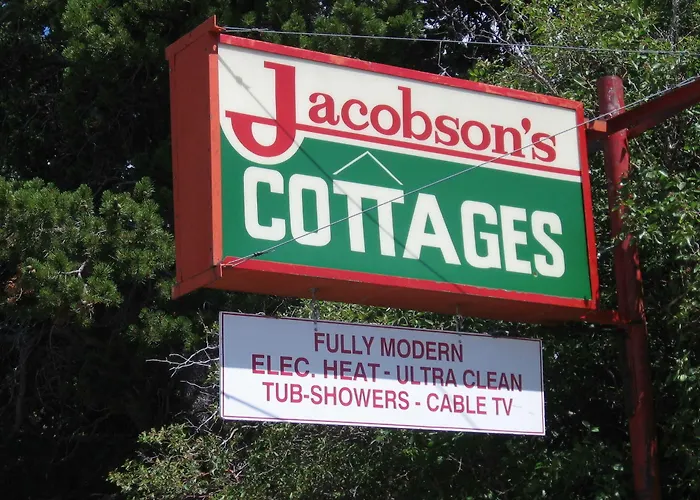 Jacobson's
COTTAGES
FULLY MODERN
ELEC. HEAT - ULTRA CLEAN
TUB-SHOWERS - CABLE TV